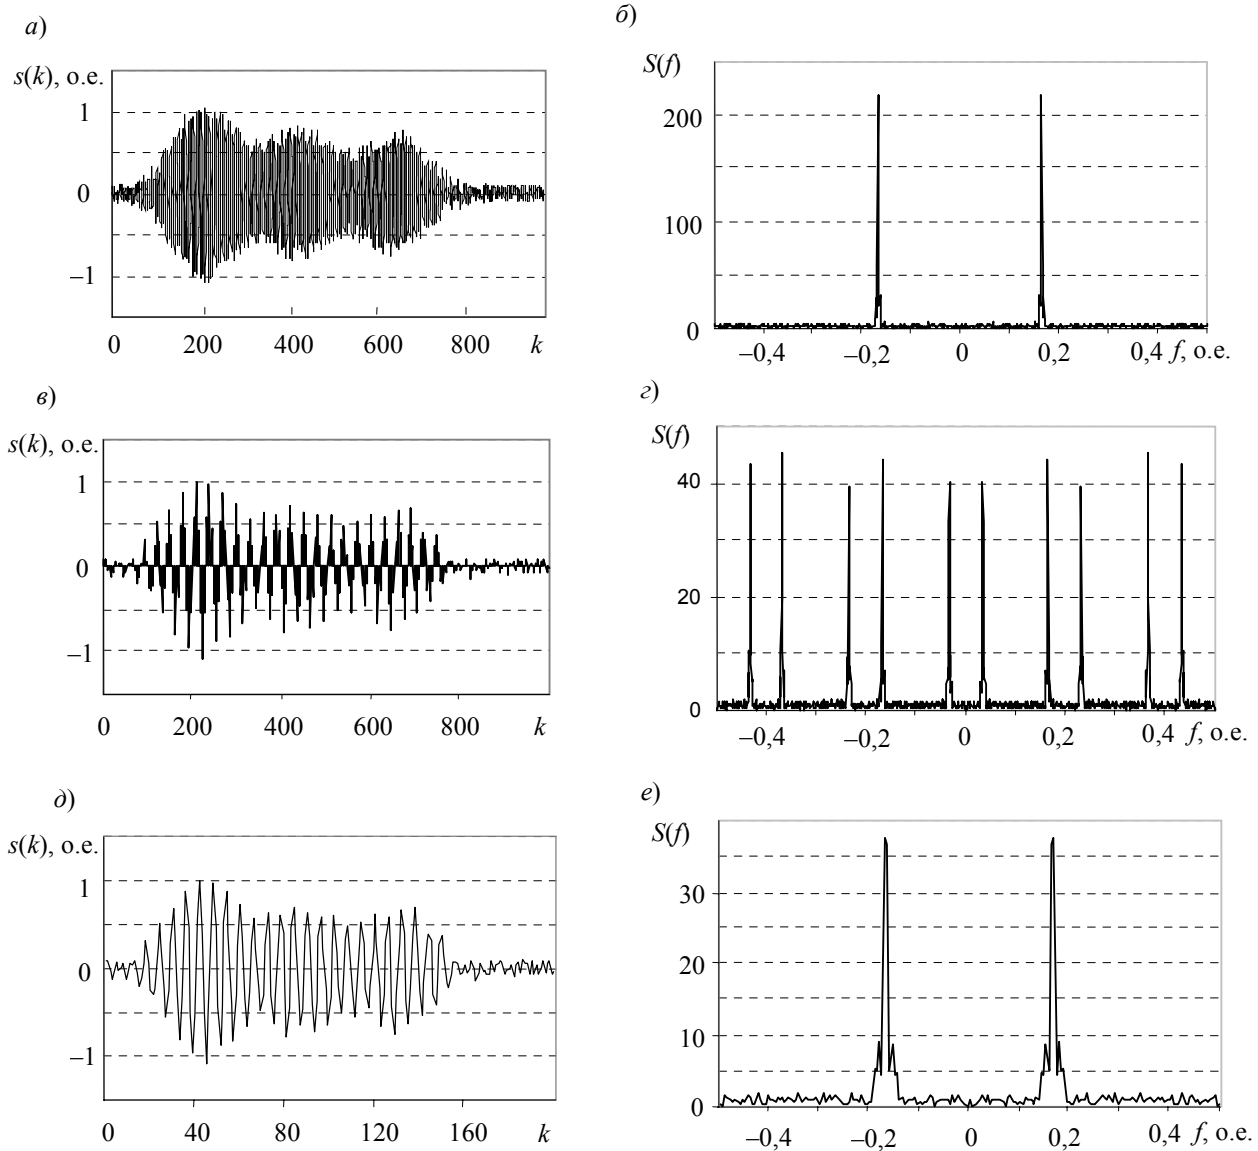 а)
s(k), о.е.
1
0
–1
0 200 400 600 800 k
б)
S(f)
200
100
0
–0,4 –0,2 0 0,2 0,4 f, о.е.
в)
s(k), о.е.
1
0
–1
0 200 400 600 800 k
г)
S(f)
40
20
0
–0,4 –0,2 0 0,2 0,4 f, о.е.
д)
s(k), о.е.
1
0
–1
0 40 80 120 160 k
е)
S(f)
30
20
10
0
–0,4 –0,2 0 0,2 0,4 f, о.е.